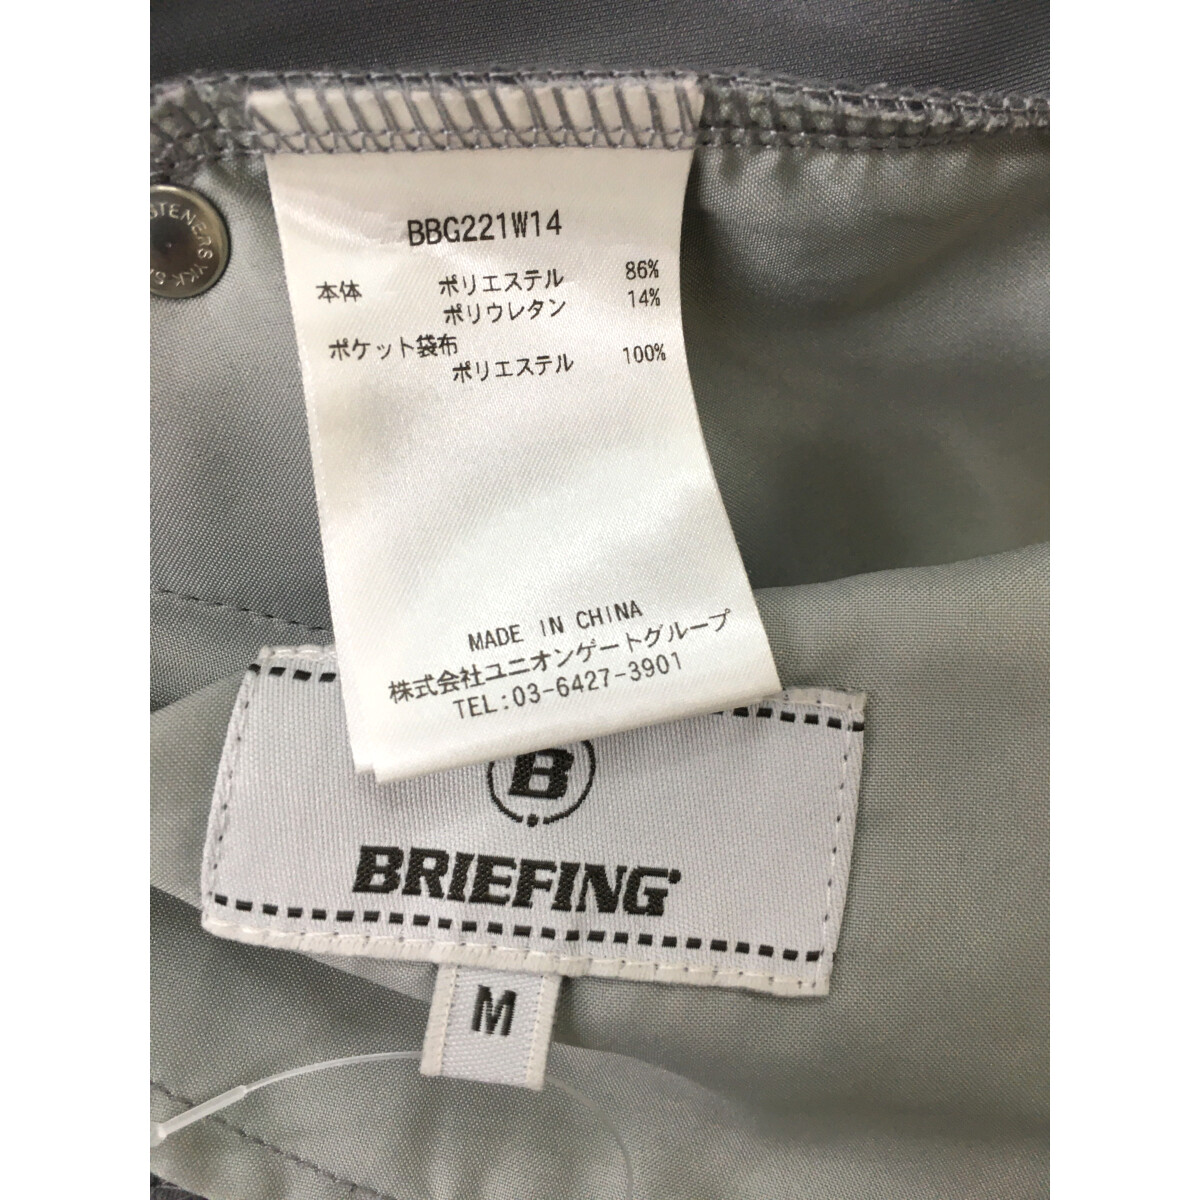 BBG221W14
本体 ポリエステル 86%
ポリウレタン 14%
ポケット袋布
ポリエステル 100%
MADE IN CHINA
株式会社ユニオンゲートグループ
TEL:03-6427-3901
B
BRIEFING
M